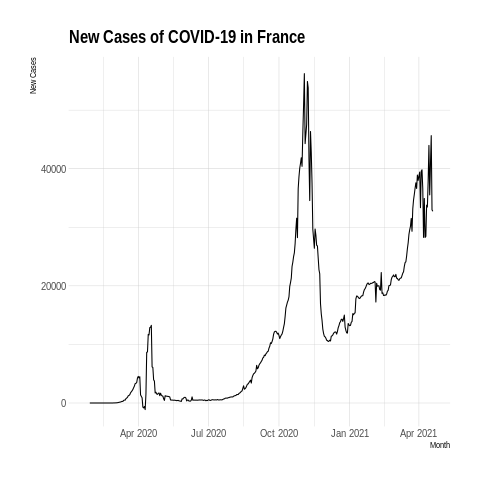 New Cases of COVID-19 in France
New Cases
40000
20000
0
Apr 2020 Jul 2020 Oct 2020 Jan 2021 Apr 2021
Month